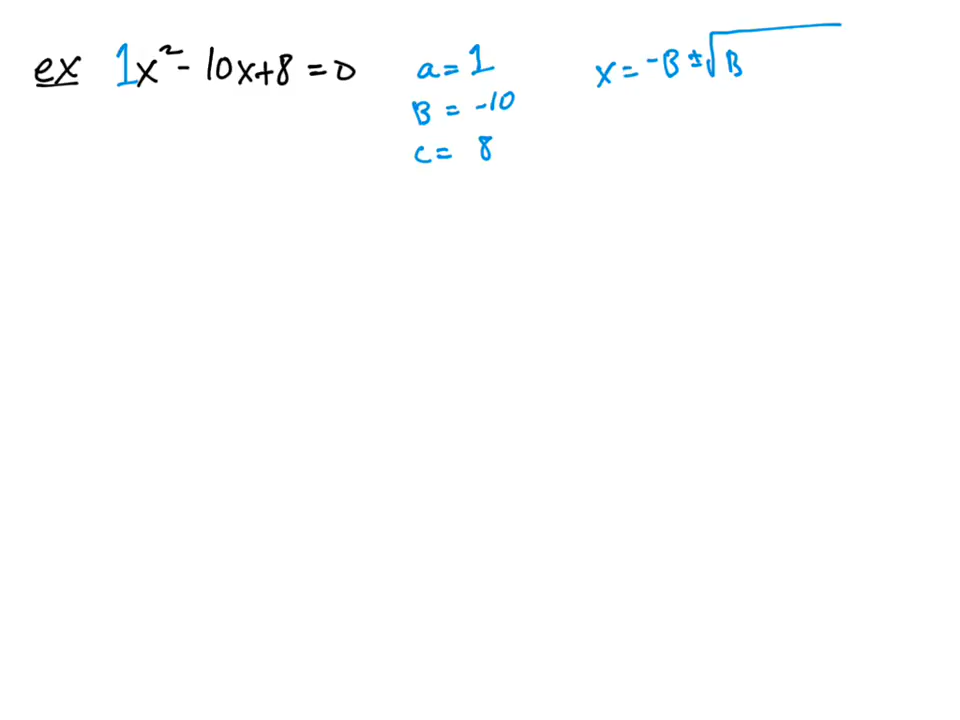 ex 1x² - 10x + 8 = 0 a = 1 x = -B ± √B
B = -10
c = 8